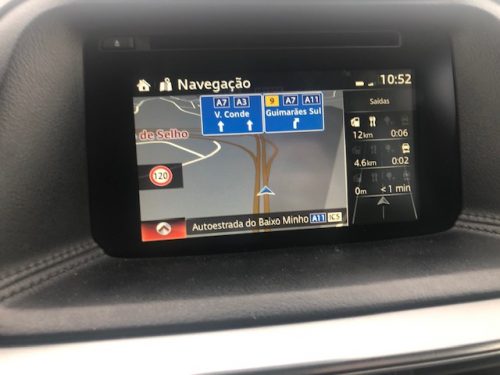 Navegação
10:52
A7 A3
V. Conde
9 A7 A11
Guimarães Sul
Saídas
de Selho
12km 0:06
120
4.6km 0:02
0m < 1 min
Autoestrada do Baixo Minho A11 IC5